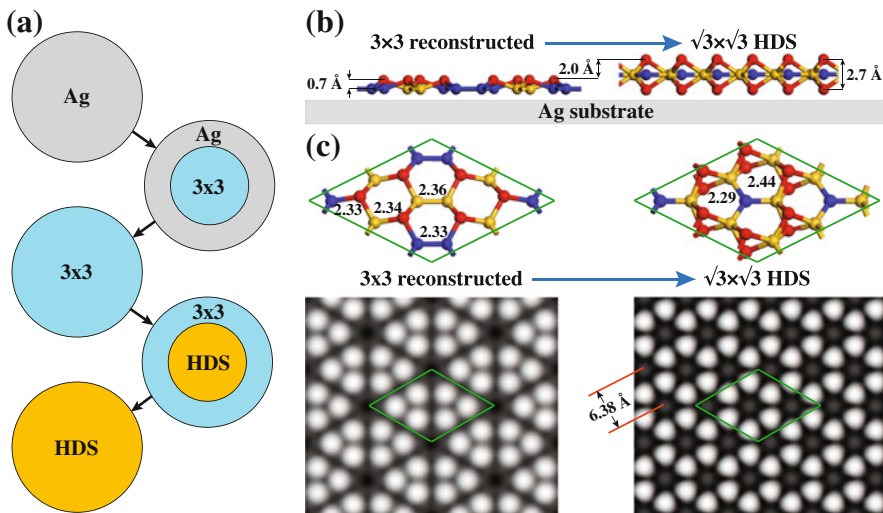 (a)
Ag
Ag
3x3
3x3
3x3
HDS
HDS
(b)
3×3 reconstructed
√3×√3 HDS
0.7 Å
2.0 Å
2.7 Å
Ag substrate
(c)
2.36
2.33
2.34
2.33
2.44
2.29
3x3 reconstructed
√3×√3 HDS
6.38 Å